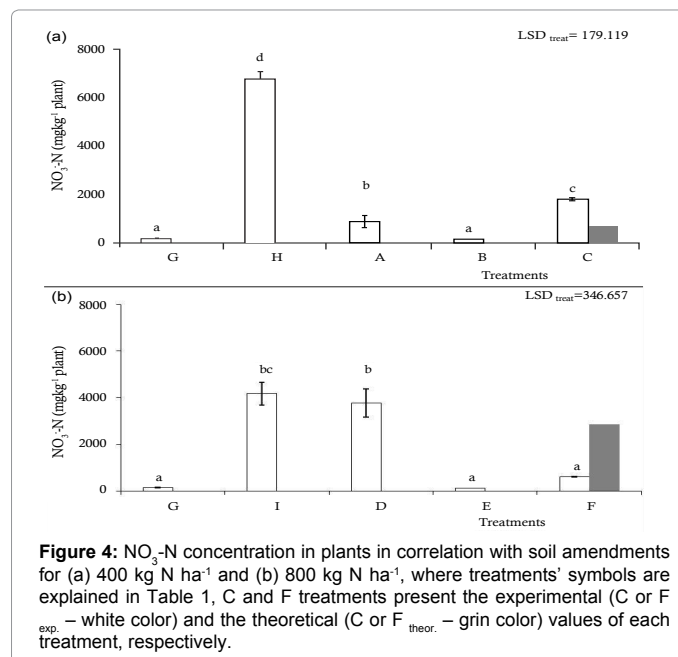 (a)
LSD treat= 179.119
NO3⁻-N (mgkg⁻¹ plant)
8000
6000
4000
2000
0
a
d
b
a
c
G H A B C
Treatments
(b)
LSD treat=346.657
NO3⁻-N (mgkg⁻¹ plant)
8000
6000
4000
2000
0
a
bc
b
a
a
G I D E F
Treatments
Figure 4: NO3-N concentration in plants in correlation with soil amendments
for (a) 400 kg N ha-1 and (b) 800 kg N ha-1, where treatments’ symbols are
explained in Table 1, C and F treatments present the experimental (C or F
exp. – white color) and the theoretical (C or F theor. – grin color) values of each
treatment, respectively.